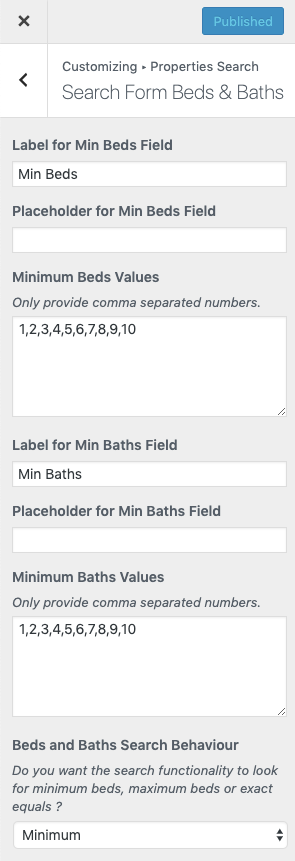 Published
Customizing ▸ Properties Search
Search Form Beds & Baths
Label for Min Beds Field
Min Beds
Placeholder for Min Beds Field
Minimum Beds Values
Only provide comma separated numbers.
1,2,3,4,5,6,7,8,9,10
Label for Min Baths Field
Min Baths
Placeholder for Min Baths Field
Minimum Baths Values
Only provide comma separated numbers.
1,2,3,4,5,6,7,8,9,10
Beds and Baths Search Behaviour
Do you want the search functionality to look
for minimum beds, maximum beds or exact
equals ?
Minimum